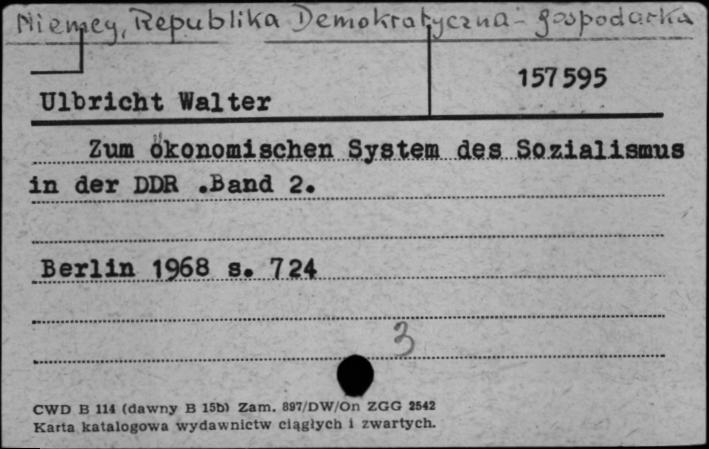 Niemcy, Republika Demokratyczna - gospodarka
157595
Ulbricht Walter
Zum ökonomischen System des Sozialismus
in der DDR .Band 2.
Berlin 1968 s. 724
3
CWD B 114 (dawny B 15b) Zam. 897/DW/On ZGG 2542
Karta katalogowa wydawnictw ciągłych i zwartych.